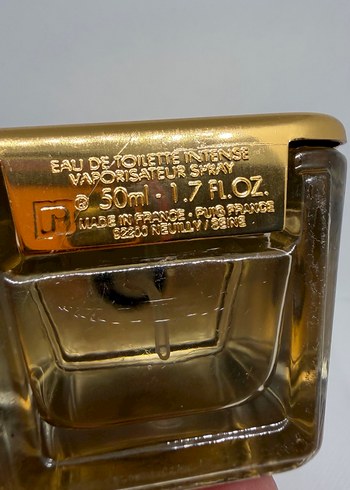 EAU DE TOILETTE INTENSE
VAPORISATEUR SPRAY
50ml · 1.7 FL.OZ.
MADE IN FRANCE · PUIG FRANCE
92200 NEUILLY / SEINE